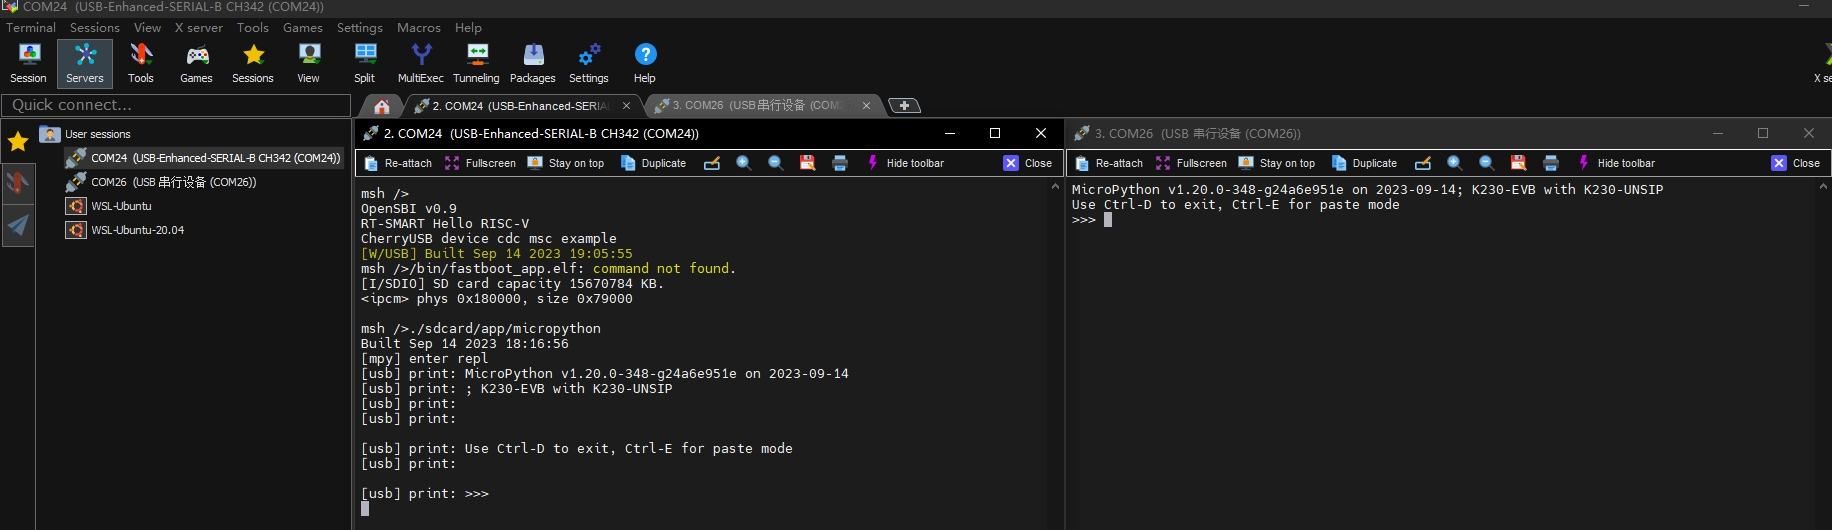 COM24 (USB-Enhanced-SERIAL-B CH342 (COM24))
Terminal Sessions View X server Tools Games Settings Macros Help
Session Servers Tools Games Sessions View Split MultiExec Tunneling Packages Settings Help X se
Quick connect...
2. COM24 (USB-Enhanced-SERIAL
3. COM26 (USB 串行设备 (COM
User sessions
COM24 (USB-Enhanced-SERIAL-B CH342 (COM24))
COM26 (USB 串行设备 (COM26))
WSL-Ubuntu
WSL-Ubuntu-20.04
2. COM24 (USB-Enhanced-SERIAL-B CH342 (COM24))
Re-attach Fullscreen Stay on top Duplicate Hide toolbar Close
msh />
OpenSBI v0.9
RT-SMART Hello RISC-V
CherryUSB device cdc msc example
[W/USB] Built Sep 14 2023 19:05:55
msh />/bin/fastboot_app.elf: command not found.
[I/SDIO] SD card capacity 15670784 KB.
<ipcm> phys 0x180000, size 0x79000
msh />./sdcard/app/micropython
Built Sep 14 2023 18:16:56
[mpy] enter repl
[usb] print: MicroPython v1.20.0-348-g24a6e951e on 2023-09-14
[usb] print: ; K230-EVB with K230-UNSIP
[usb] print:
[usb] print:
[usb] print: Use Ctrl-D to exit, Ctrl-E for paste mode
[usb] print:
[usb] print: >>>
3. COM26 (USB 串行设备 (COM26))
Re-attach Fullscreen Stay on top Duplicate Hide toolbar Close
MicroPython v1.20.0-348-g24a6e951e on 2023-09-14; K230-EVB with K230-UNSIP
Use Ctrl-D to exit, Ctrl-E for paste mode
>>>